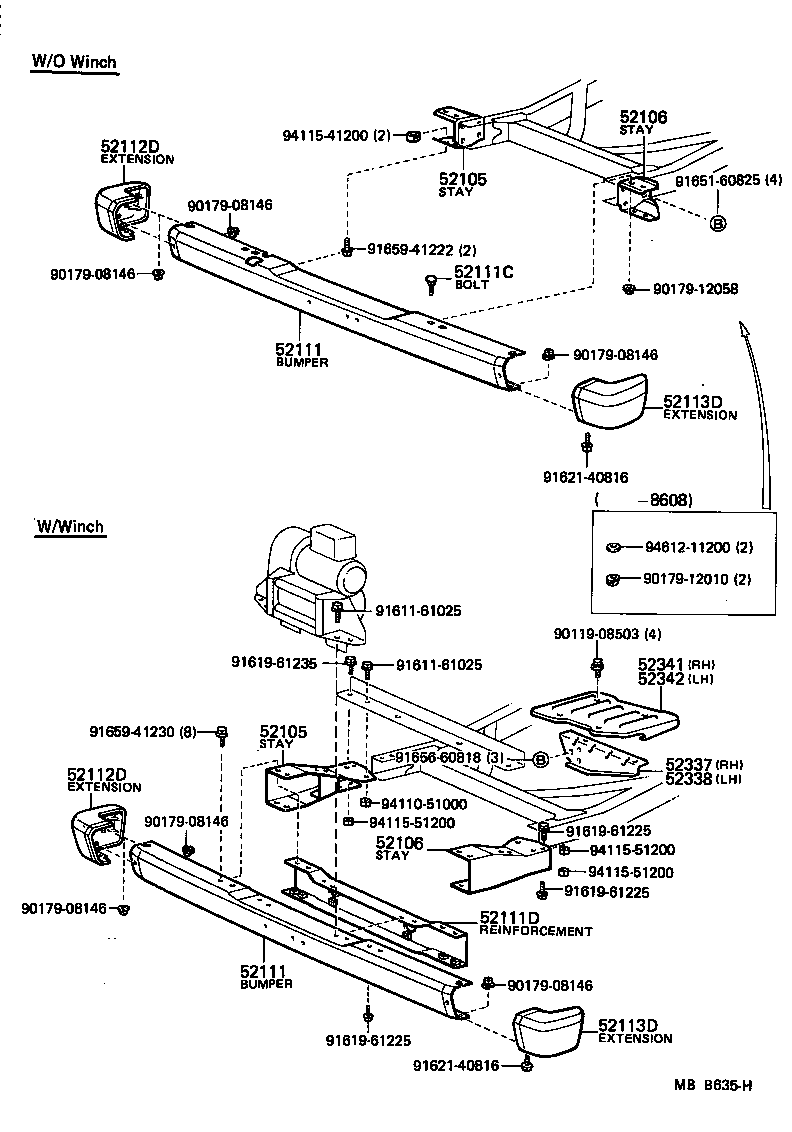 W/O Winch
52112D
EXTENSION
94115-41200 (2)
52105
STAY
52106
STAY
91651-60825 (4)
B
90179-08146
91659-41222 (2)
90179-08146
52111C
BOLT
90179-12058
52111
BUMPER
90179-08146
52113D
EXTENSION
91621-40816
( -8608)
94612-11200 (2)
90179-12010 (2)
W/Winch
91611-61025
90119-08503 (4)
91619-61235
91611-61025
52341 (RH)
52342 (LH)
91659-41230 (8)
52105
STAY
91656-60818 (3)
B
52337 (RH)
52338 (LH)
52112D
EXTENSION
94110-51000
94115-51200
90179-08146
52106
STAY
91619-61225
94115-51200
94115-51200
91619-61225
90179-08146
52111D
REINFORCEMENT
52111
BUMPER
90179-08146
91619-61225
52113D
EXTENSION
91621-40816
MB B635-H